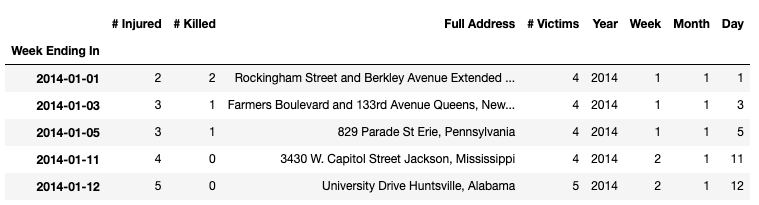 # Injured # Killed Full Address # Victims Year Week Month Day
Week Ending In
2014-01-01 2 2 Rockingham Street and Berkley Avenue Extended ... 4 2014 1 1 1
2014-01-03 3 1 Farmers Boulevard and 133rd Avenue Queens, New... 4 2014 1 1 3
2014-01-05 3 1 829 Parade St Erie, Pennsylvania 4 2014 1 1 5
2014-01-11 4 0 3430 W. Capitol Street Jackson, Mississippi 4 2014 2 1 11
2014-01-12 5 0 University Drive Huntsville, Alabama 5 2014 2 1 12